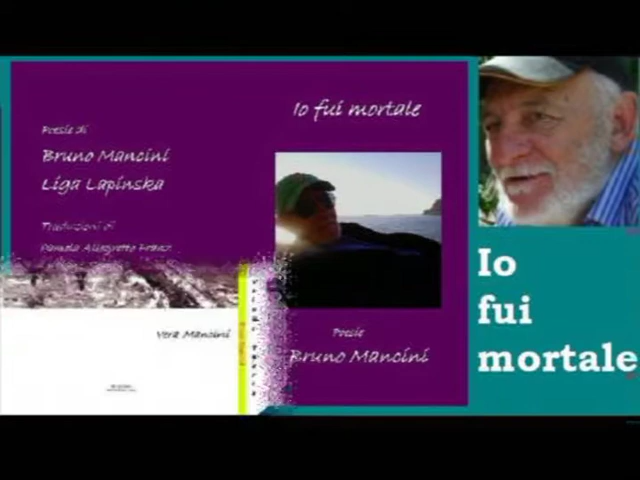 Poesie di
Bruno Mancini
Liga Lapinska
Traduzioni di
Io fui mortale
Poesie
Bruno Mancini
Vera Mancini
Io
fui
mortale